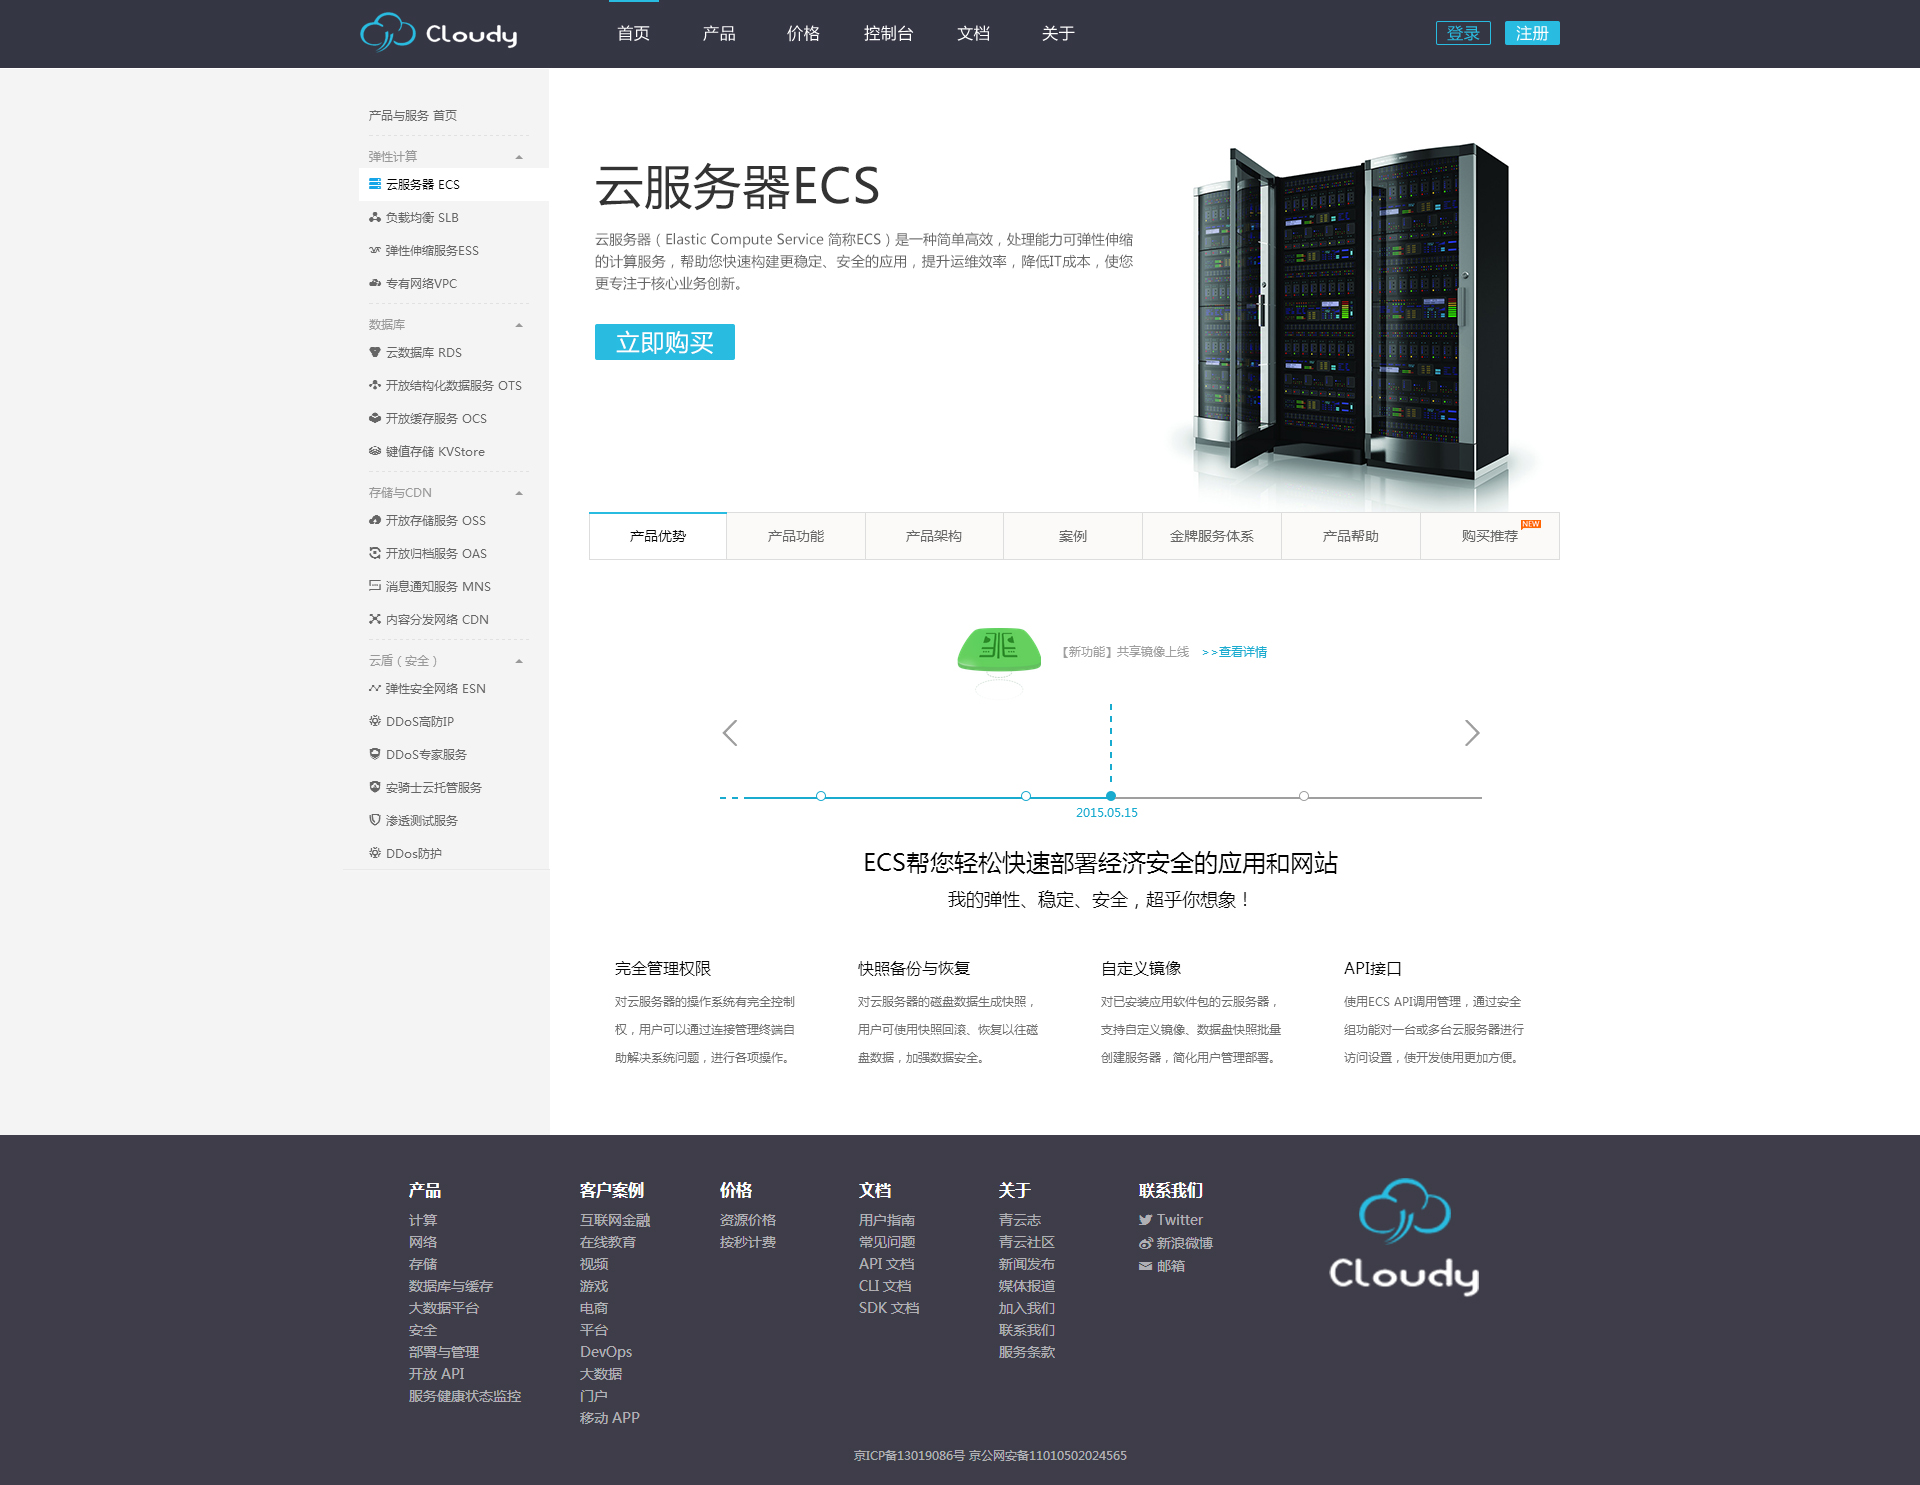 Cloudy
首页
产品
价格
控制台
文档
关于
登录
注册
产品与服务 首页
弹性计算
云服务器 ECS
负载均衡 SLB
弹性伸缩服务ESS
专有网络VPC
数据库
云数据库 RDS
开放结构化数据服务 OTS
开放缓存服务 OCS
键值存储 KVStore
存储与CDN
开放存储服务 OSS
开放归档服务 OAS
消息通知服务 MNS
内容分发网络 CDN
云盾（安全）
弹性安全网络 ESN
DDoS高防IP
DDoS专家服务
安骑士云托管服务
渗透测试服务
DDos防护
云服务器ECS
云服务器（Elastic Compute Service 简称ECS）是一种简单高效，处理能力可弹性伸缩
的计算服务，帮助您快速构建更稳定、安全的应用，提升运维效率，降低IT成本，使您
更专注于核心业务创新。
立即购买
产品优势
产品功能
产品架构
案例
金牌服务体系
产品帮助
购买推荐
NEW
【新功能】共享镜像上线 >>查看详情
2015.05.15
ECS帮您轻松快速部署经济安全的应用和网站
我的弹性、稳定、安全，超乎你想象！
完全管理权限
对云服务器的操作系统有完全控制
权，用户可以通过连接管理终端自
助解决系统问题，进行各项操作。
快照备份与恢复
对云服务器的磁盘数据生成快照，
用户可使用快照回滚、恢复以往磁
盘数据，加强数据安全。
自定义镜像
对已安装应用软件包的云服务器，
支持自定义镜像、数据盘快照批量
创建服务器，简化用户管理部署。
API接口
使用ECS API调用管理，通过安全
组功能对一台或多台云服务器进行
访问设置，使开发使用更加方便。
产品
计算
网络
存储
数据库与缓存
大数据平台
安全
部署与管理
开放 API
服务健康状态监控
客户案例
互联网金融
在线教育
视频
游戏
电商
平台
DevOps
大数据
门户
移动 APP
价格
资源价格
按秒计费
文档
用户指南
常见问题
API 文档
CLI 文档
SDK 文档
关于
青云志
青云社区
新闻发布
媒体报道
加入我们
联系我们
服务条款
联系我们
Twitter
新浪微博
邮箱
Cloudy
京ICP备13019086号 京公网安备11010502024565